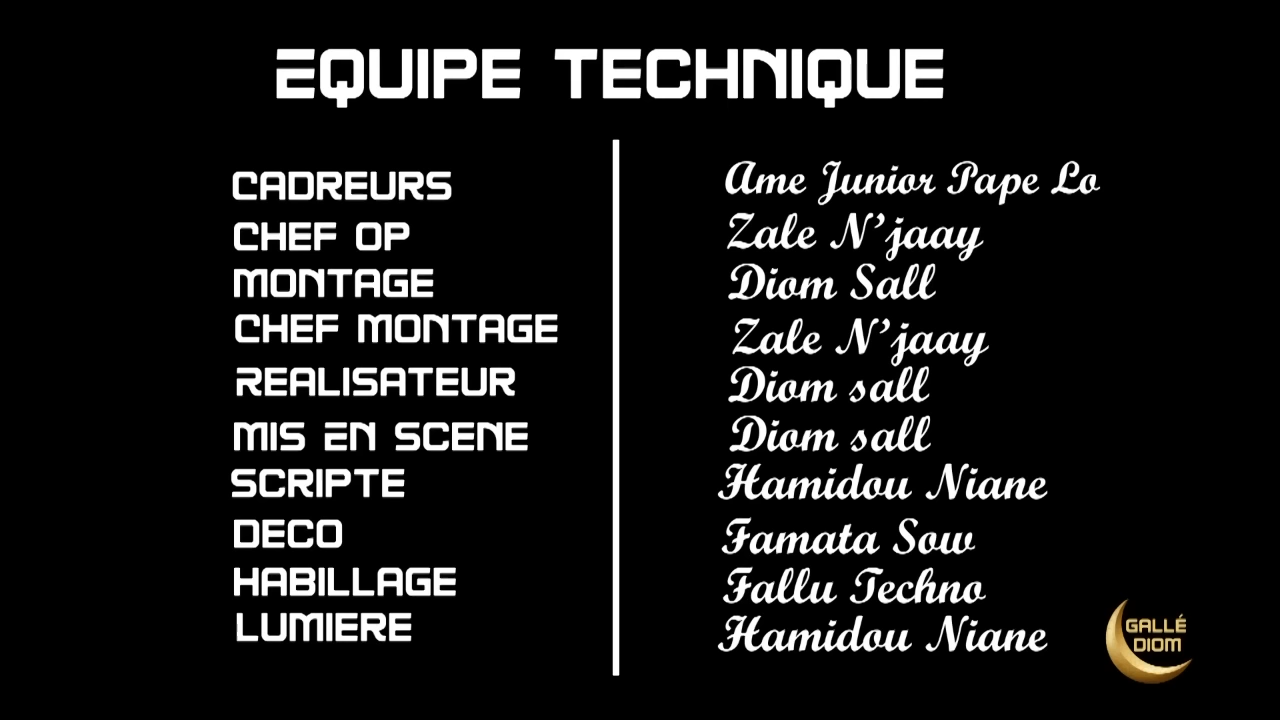 EQUIPE TECHNIQUE
CADREURS Ame Junior Pape Lo
CHEF OP Zale N'jaay
MONTAGE Diom Sall
CHEF MONTAGE Zale N'jaay
REALISATEUR Diom sall
MIS EN SCENE Diom sall
SCRIPTE Hamidou Niane
DECO Famata Sow
HABILLAGE Fallu Techno
LUMIERE Hamidou Niane
GALLÉ
DIOM